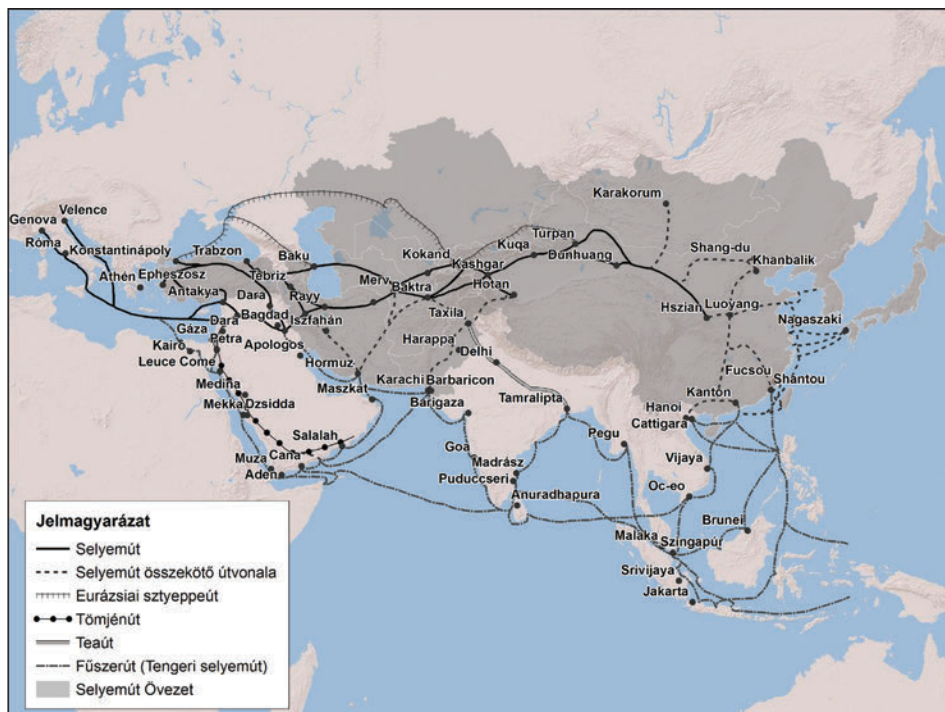 Genova
Velence
Róma
Konstantinápoly
Trabzon
Athén
Epheszosz
Antakya
Tebriz
Baku
Dara
Rayy
Merv
Bagdad
Iszfahán
Dara
Gáza
Petra
Apologos
Kairó
Leuce Come
Hormuz
Medina
Maszkat
Mekka
Dzsidda
Salalah
Muza
Cana
Aden
Karakorum
Kuqa
Turpan
Kokand
Kashgar
Dunhuang
Baktra
Hotan
Shang-du
Khanbalik
Taxila
Hszian
Luoyang
Nagaszaki
Harappa
Delhi
Fucsou
Karachi
Barbaricon
Shantou
Barigaza
Tamralipta
Kanton
Hanoi
Cattigara
Goa
Pegu
Madrász
Puduccseri
Vijaya
Anuradhapura
Oc-eo
Malaka
Brunei
Szingapúr
Srivijaya
Jakarta
Jelmagyarázat
Selyemút
Selyemút összekötő útvonala
Eurázsiai sztyeppeút
Tömjénút
Teaút
Fűszerút (Tengeri selyemút)
Selyemút Övezet